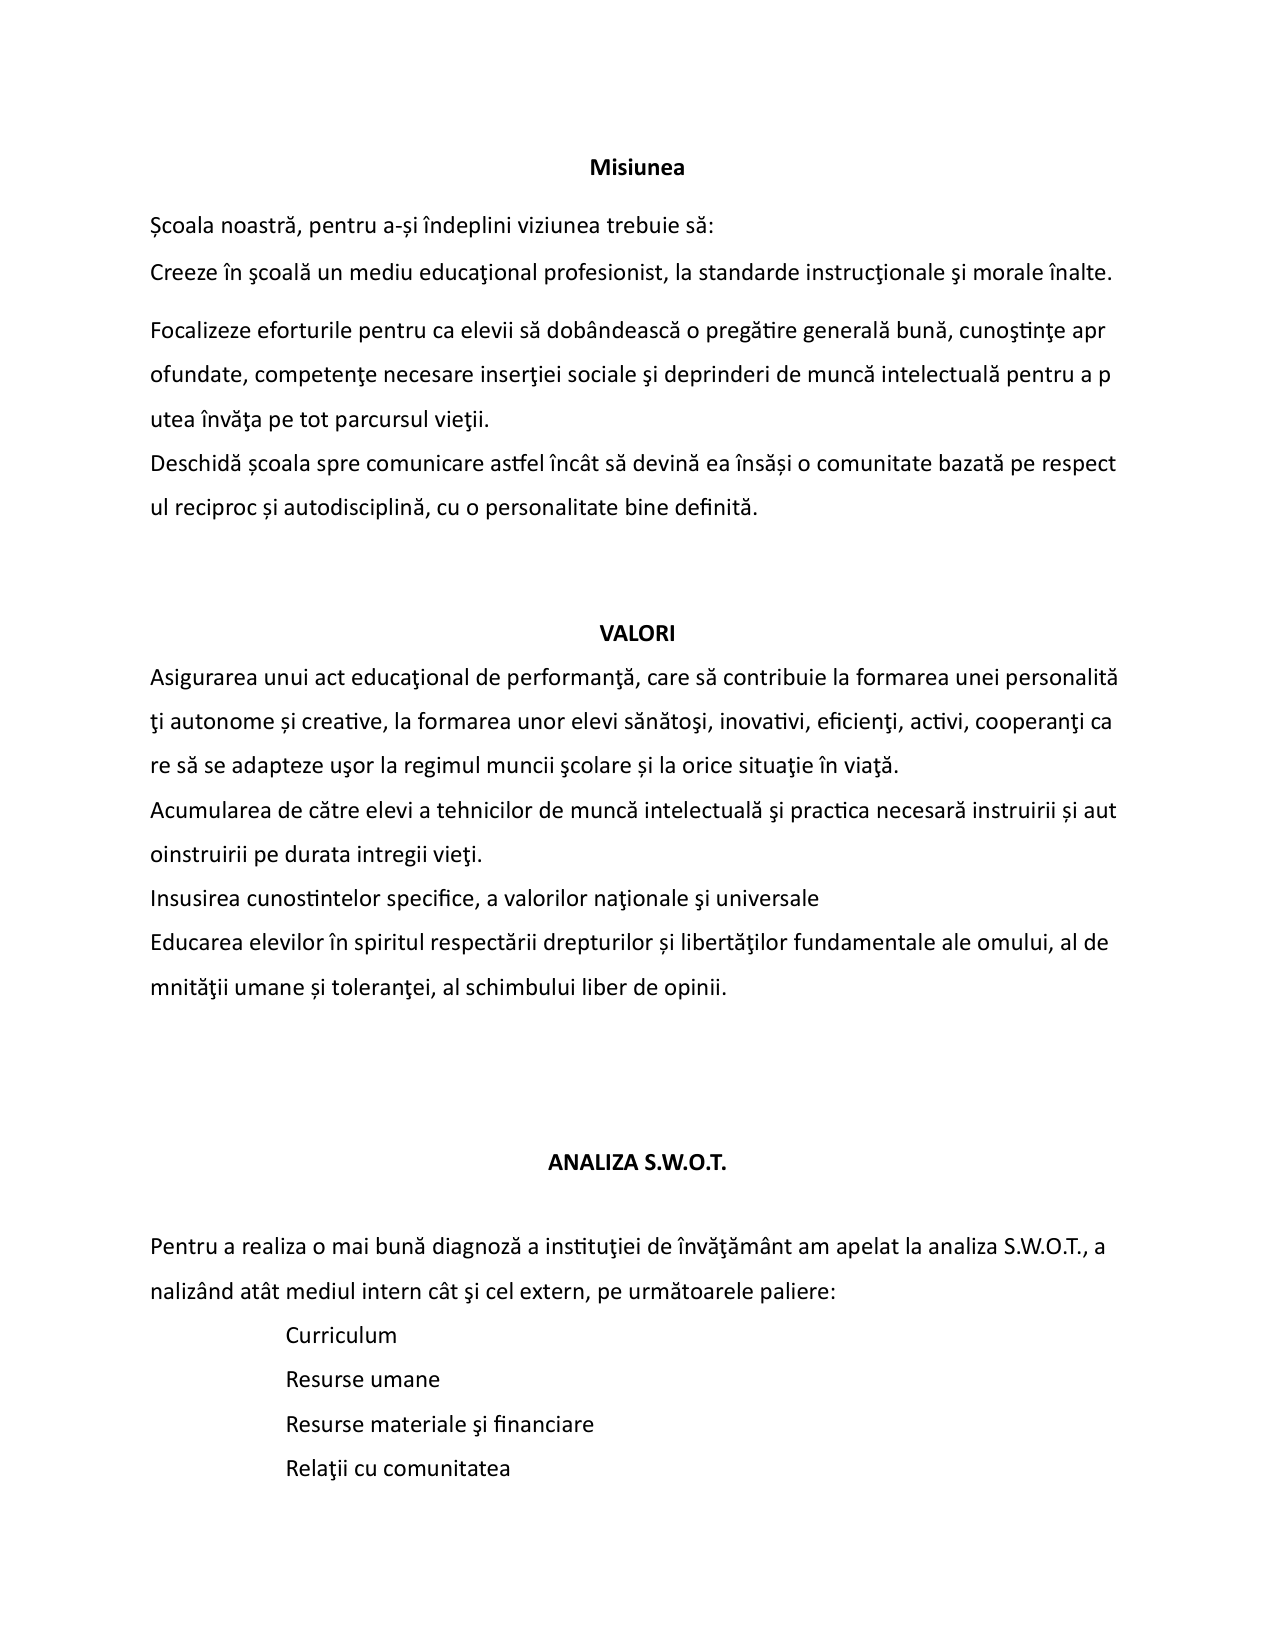 Misiunea
Școala noastră, pentru a-și îndeplini viziunea trebuie să:
Creeze în şcoală un mediu educaţional profesionist, la standarde instrucţionale şi morale înalte.
Focalizeze eforturile pentru ca elevii să dobândească o pregătire generală bună, cunoştinţe apr
ofundate, competenţe necesare inserţiei sociale şi deprinderi de muncă intelectuală pentru a p
utea învăţa pe tot parcursul vieţii.
Deschidă școala spre comunicare astfel încât să devină ea însăși o comunitate bazată pe respect
ul reciproc și autodisciplină, cu o personalitate bine definită.
VALORI
Asigurarea unui act educaţional de performanţă, care să contribuie la formarea unei personalită
ţi autonome și creative, la formarea unor elevi sănătoşi, inovativi, eficienţi, activi, cooperanţi ca
re să se adapteze uşor la regimul muncii şcolare și la orice situaţie în viaţă.
Acumularea de către elevi a tehnicilor de muncă intelectuală şi practica necesară instruirii și aut
oinstruirii pe durata intregii vieţi.
Insusirea cunostintelor specifice, a valorilor naţionale şi universale
Educarea elevilor în spiritul respectării drepturilor și libertăţilor fundamentale ale omului, al de
mnităţii umane și toleranţei, al schimbului liber de opinii.
ANALIZA S.W.O.T.
Pentru a realiza o mai bună diagnoză a instituţiei de învăţământ am apelat la analiza S.W.O.T., a
nalizând atât mediul intern cât şi cel extern, pe următoarele paliere:
Curriculum
Resurse umane
Resurse materiale şi financiare
Relaţii cu comunitatea